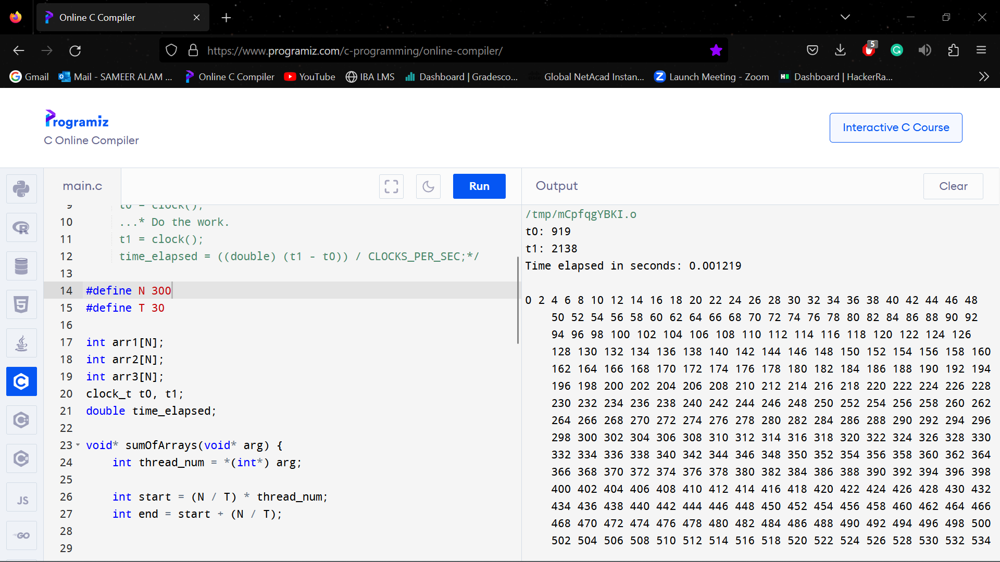 Online C Compiler
https://www.programiz.com/c-programming/online-compiler/
5
Gmail
Mail - SAMEER ALAM ...
Online C Compiler
YouTube
IBA LMS
Dashboard | Gradesco...
Global NetAcad Instan...
Launch Meeting - Zoom
Dashboard | HackerRa...
Programiz
C Online Compiler
Interactive C Course
main.c
Run
Output
Clear
9 t0 = clock();
10 ...* Do the work.
11 t1 = clock();
12 time_elapsed = ((double) (t1 - t0)) / CLOCKS_PER_SEC;*/
13
14 #define N 300
15 #define T 30
16
17 int arr1[N];
18 int arr2[N];
19 int arr3[N];
20 clock_t t0, t1;
21 double time_elapsed;
22
23 void* sumOfArrays(void* arg) {
24 int thread_num = *(int*) arg;
25
26 int start = (N / T) * thread_num;
27 int end = start + (N / T);
28
29
JS
GO
/tmp/mCpfqgYBKI.o
t0: 919
t1: 2138
Time elapsed in seconds: 0.001219
0 2 4 6 8 10 12 14 16 18 20 22 24 26 28 30 32 34 36 38 40 42 44 46 48
50 52 54 56 58 60 62 64 66 68 70 72 74 76 78 80 82 84 86 88 90 92
94 96 98 100 102 104 106 108 110 112 114 116 118 120 122 124 126
128 130 132 134 136 138 140 142 144 146 148 150 152 154 156 158 160
162 164 166 168 170 172 174 176 178 180 182 184 186 188 190 192 194
196 198 200 202 204 206 208 210 212 214 216 218 220 222 224 226 228
230 232 234 236 238 240 242 244 246 248 250 252 254 256 258 260 262
264 266 268 270 272 274 276 278 280 282 284 286 288 290 292 294 296
298 300 302 304 306 308 310 312 314 316 318 320 322 324 326 328 330
332 334 336 338 340 342 344 346 348 350 352 354 356 358 360 362 364
366 368 370 372 374 376 378 380 382 384 386 388 390 392 394 396 398
400 402 404 406 408 410 412 414 416 418 420 422 424 426 428 430 432
434 436 438 440 442 444 446 448 450 452 454 456 458 460 462 464 466
468 470 472 474 476 478 480 482 484 486 488 490 492 494 496 498 500
502 504 506 508 510 512 514 516 518 520 522 524 526 528 530 532 534